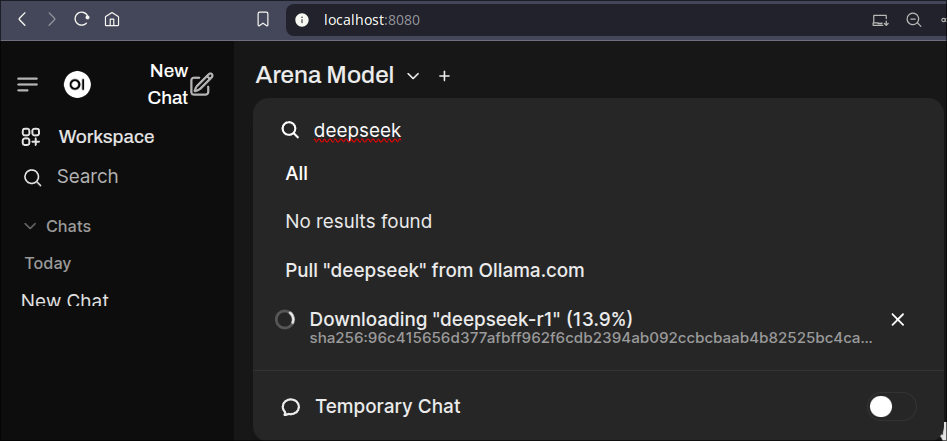 localhost:8080
OI
New
Chat
Workspace
Search
Chats
Today
New Chat
Arena Model
deepseek
All
No results found
Pull "deepseek" from Ollama.com
Downloading "deepseek-r1" (13.9%)
sha256:96c415656d377afbff962f6cdb2394ab092ccbcbaab4b82525bc4ca...
Temporary Chat